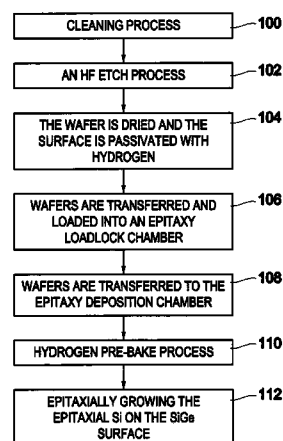 CLEANING PROCESS
100
AN HF ETCH PROCESS
102
THE WAFER IS DRIED AND THE
SURFACE IS PASSIVATED WITH
HYDROGEN
104
WAFERS ARE TRANSFERRED AND
LOADED INTO AN EPITAXY
LOADLOCK CHAMBER
106
WAFERS ARE TRANSFERRED TO THE
EPITAXY DEPOSITION CHAMBER
108
HYDROGEN PRE-BAKE PROCESS
110
EPITAXIALLY GROWING THE
EPITAXIAL Si ON THE SiGe
SURFACE
112